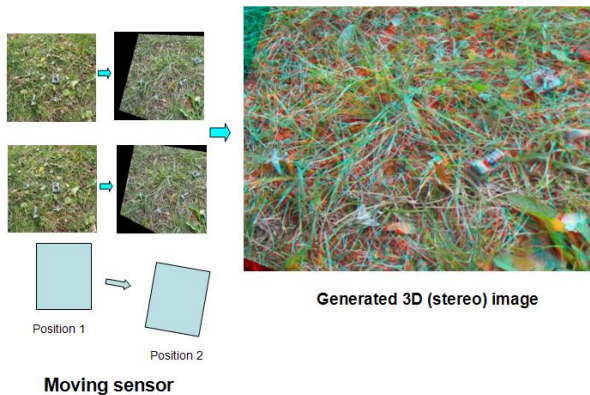 Generated 3D (stereo) image
Position 1
Position 2
Moving sensor